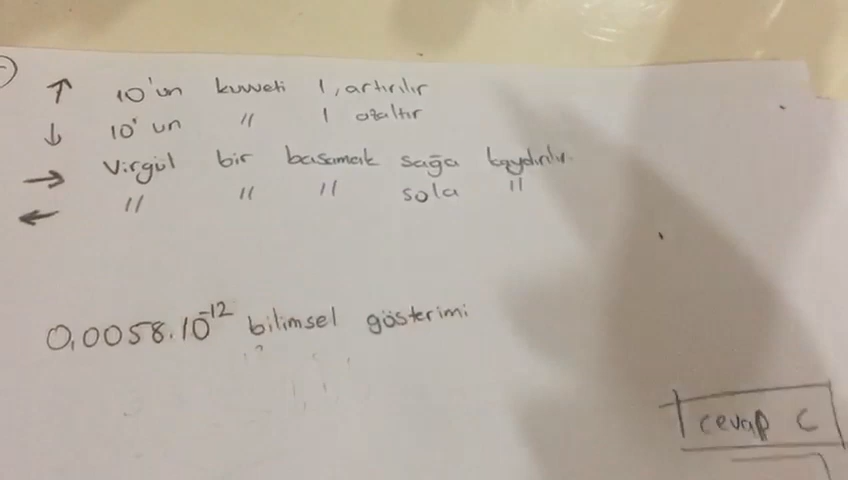 ↑ 10'un kuvveti 1, artırılır
↓ 10'un " 1 azaltır
→ Virgül bir basamak sağa kaydırılır.
← " " " sola "
0,0058.10⁻¹² bilimsel gösterimi
cevap C